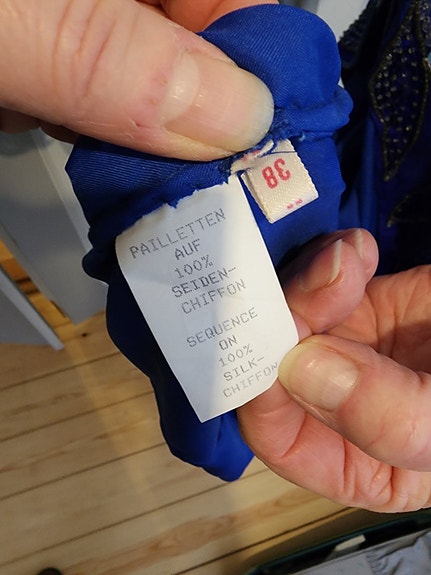 PAILLETTEN
AUF
100%
SEIDEN-
CHIFFON
SEQUENCE
ON
100%
SILK-
CHIFFON
38